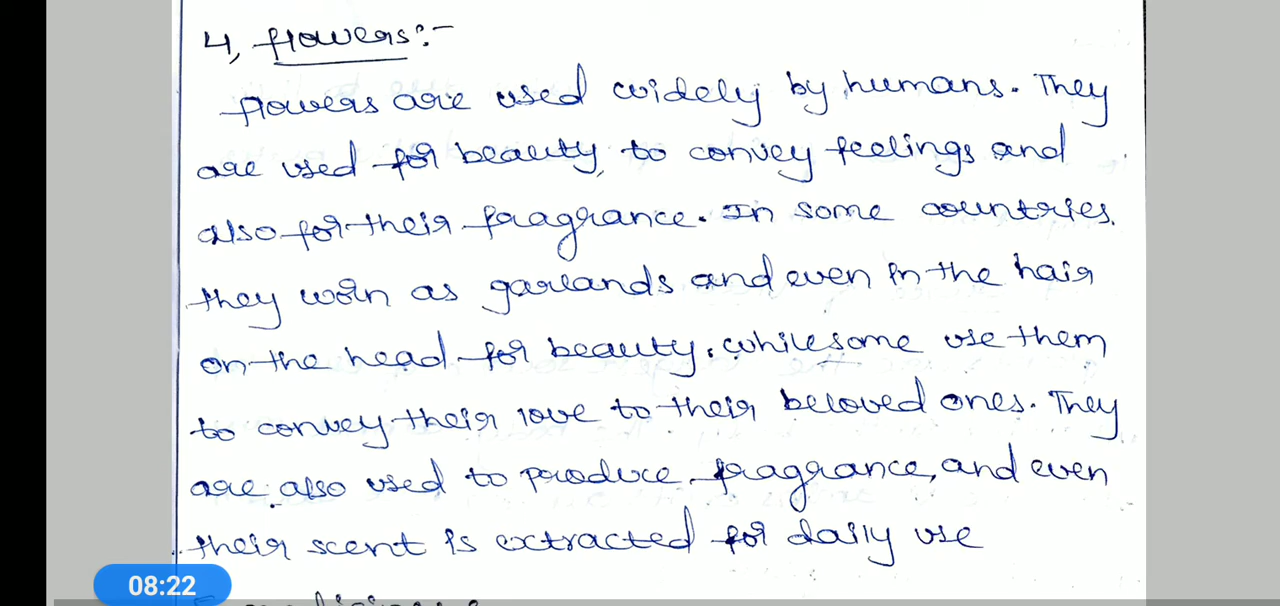 4, flowers:-
flowers are used widely by humans. They
are used for beauty, to convey feelings and
also for their fragrance. In some countries.
they worn as garlands and even in the hair
on the head for beauty. while some use them
to convey their love to their beloved ones. They
are also used to produce fragrance, and even
their scent is extracted for daily use
08:22